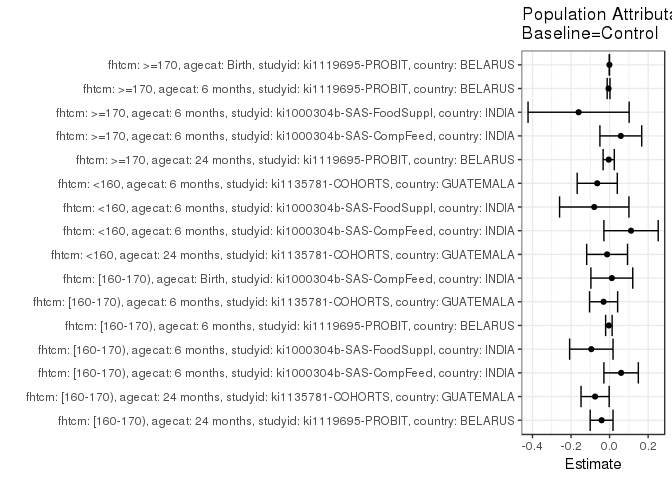 Population Attributa
Baseline=Control
fhtcm: >=170, agecat: Birth, studyid: ki1119695-PROBIT, country: BELARUS
fhtcm: >=170, agecat: 6 months, studyid: ki1119695-PROBIT, country: BELARUS
fhtcm: >=170, agecat: 6 months, studyid: ki1000304b-SAS-FoodSuppl, country: INDIA
fhtcm: >=170, agecat: 6 months, studyid: ki1000304b-SAS-CompFeed, country: INDIA
fhtcm: >=170, agecat: 24 months, studyid: ki1119695-PROBIT, country: BELARUS
fhtcm: <160, agecat: 6 months, studyid: ki1135781-COHORTS, country: GUATEMALA
fhtcm: <160, agecat: 6 months, studyid: ki1000304b-SAS-FoodSuppl, country: INDIA
fhtcm: <160, agecat: 6 months, studyid: ki1000304b-SAS-CompFeed, country: INDIA
fhtcm: <160, agecat: 24 months, studyid: ki1135781-COHORTS, country: GUATEMALA
fhtcm: [160-170), agecat: Birth, studyid: ki1000304b-SAS-CompFeed, country: INDIA
fhtcm: [160-170), agecat: 6 months, studyid: ki1135781-COHORTS, country: GUATEMALA
fhtcm: [160-170), agecat: 6 months, studyid: ki1119695-PROBIT, country: BELARUS
fhtcm: [160-170), agecat: 6 months, studyid: ki1000304b-SAS-FoodSuppl, country: INDIA
fhtcm: [160-170), agecat: 6 months, studyid: ki1000304b-SAS-CompFeed, country: INDIA
fhtcm: [160-170), agecat: 24 months, studyid: ki1135781-COHORTS, country: GUATEMALA
fhtcm: [160-170), agecat: 24 months, studyid: ki1119695-PROBIT, country: BELARUS
-0.4 -0.2 0.0 0.2
Estimate